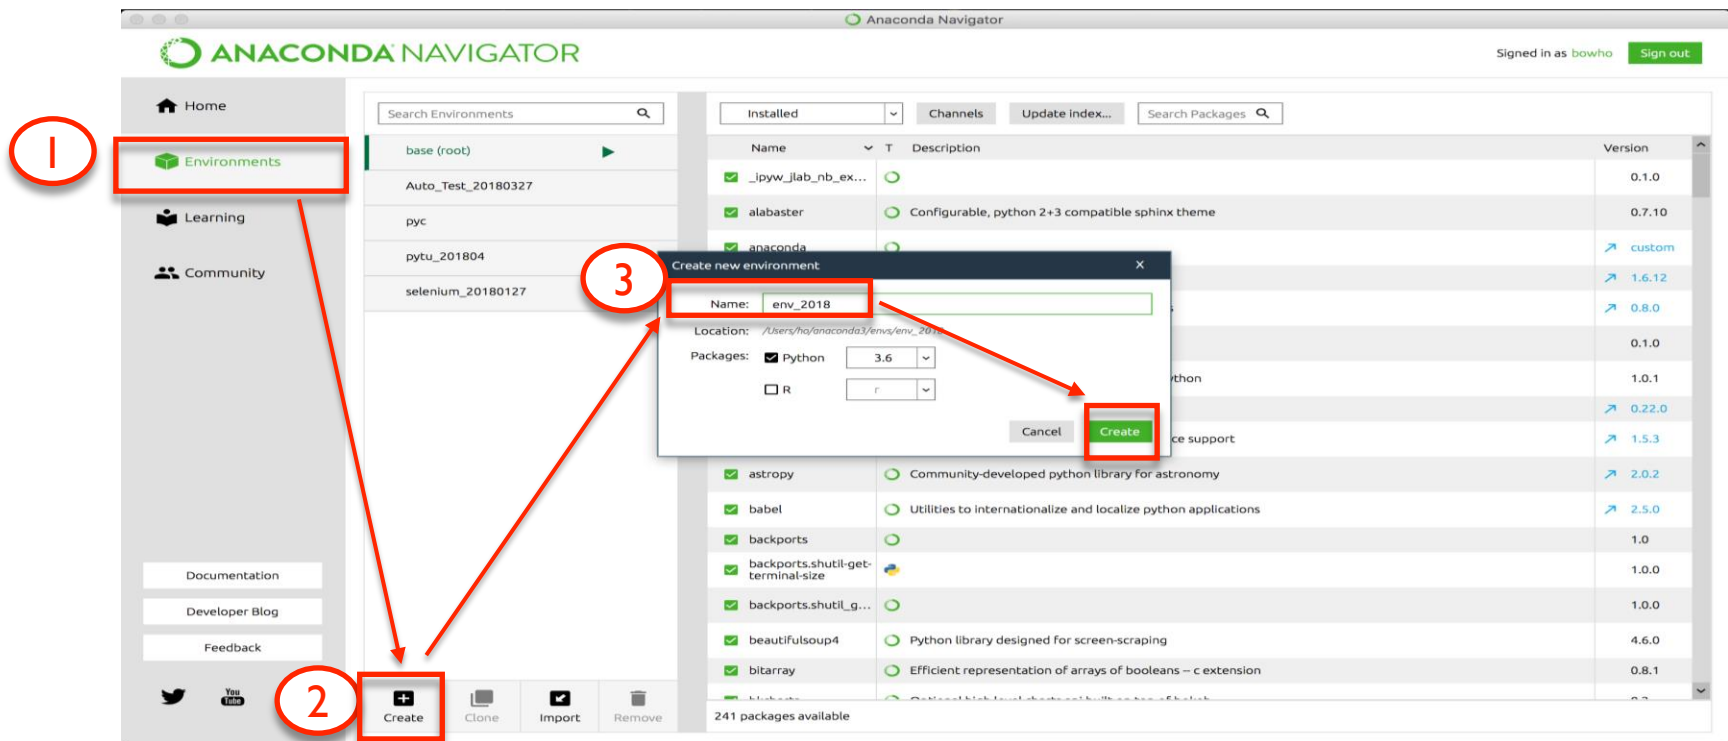 Anaconda Navigator
ANACONDA NAVIGATOR
Signed in as bowho
Sign out
1
Home
Environments
Learning
Community
Documentation
Developer Blog
Feedback
You
Tube
Search Environments
base (root)
Auto_Test_20180327
pyc
pytu_201804
selenium_20180127
2
Create
Clone
Import
Remove
Installed
Channels
Update index...
Search Packages
Name T Description Version
_ipyw_jlab_nb_ex... 0.1.0
alabaster Configurable, python 2+3 compatible sphinx theme 0.7.10
anaconda custom
1.6.12
0.8.0
0.1.0
1.0.1
0.22.0
ce support 1.5.3
astropy Community-developed python library for astronomy 2.0.2
babel Utilities to internationalize and localize python applications 2.5.0
backports 1.0
backports.shutil-get-
terminal-size 1.0.0
backports.shutil_g... 1.0.0
beautifulsoup4 Python library designed for screen-scraping 4.6.0
bitarray Efficient representation of arrays of booleans -- c extension 0.8.1
241 packages available
3
Create new environment X
Name: env_2018
Location: /Users/ho/anaconda3/envs/env_2018
Packages: Python 3.6
R r
Cancel
Create